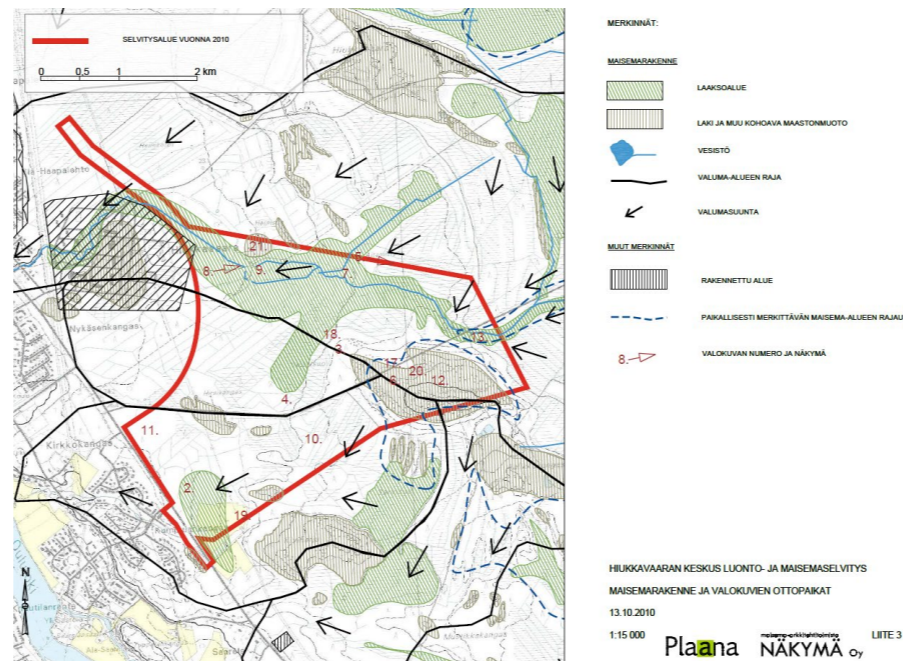 SELVITYSALUE VUONNA 2010
0 0,5 1 2 km
21.
5.
8.
9.
7.
Nykäsenkangas
18.
3.
13.
17.
20.
6.
12.
4.
11.
10.
Kirkkokangas
2.
19.
N
MERKINNÄT:
MAISEMARAKENNE
LAAKSOALUE
LAKI JA MUU KOHOAVA MAASTONMUOTO
VESISTÖ
VALUMA-ALUEEN RAJA
VALUMASUUNTA
MUUT MERKINNÄT
RAKENNETTU ALUE
PAIKALLISESTI MERKITTÄVÄN MAISEMA-ALUEEN RAJAU
8. VALOKUVAN NUMERO JA NÄKYMÄ
HIUKKAVAARAN KESKUS LUONTO- JA MAISEMASELVITYS
MAISEMARAKENNE JA VALOKUVIEN OTTOPAIKAT
13.10.2010
1:15 000
Plaana
maisema-arkkitehtitoimisto
NÄKYMÄ Oy
LIITE 3